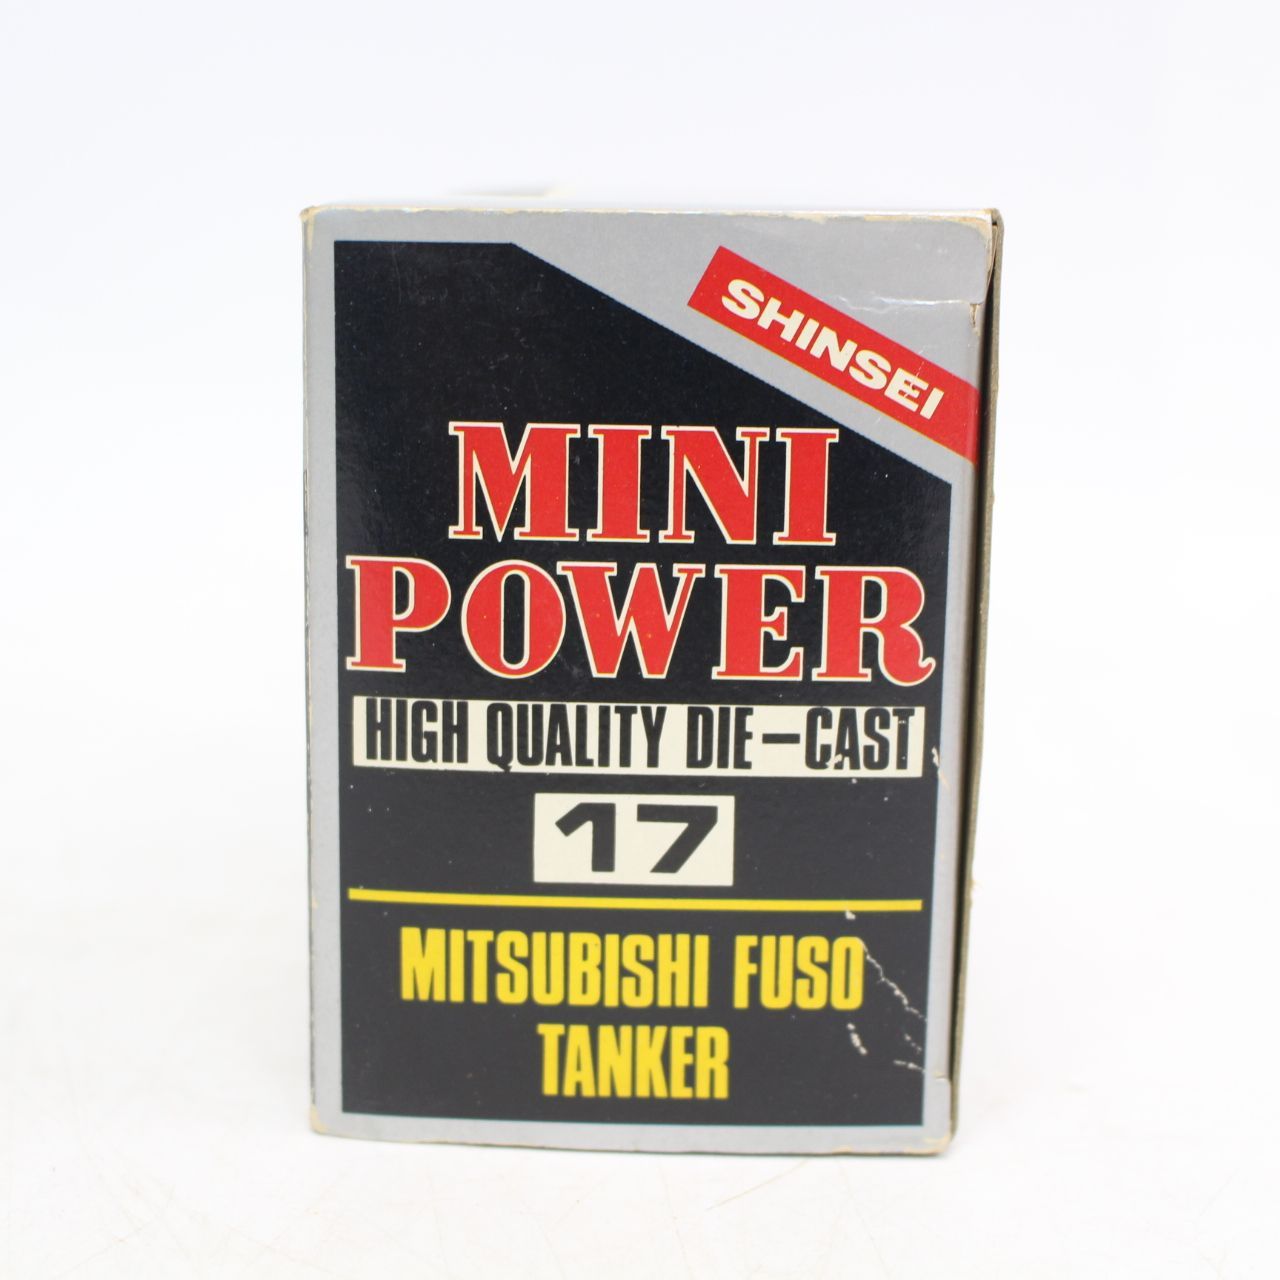 SHINSEI
MINI
POWER
HIGH QUALITY DIE-CAST
17
MITSUBISHI FUSO
TANKER